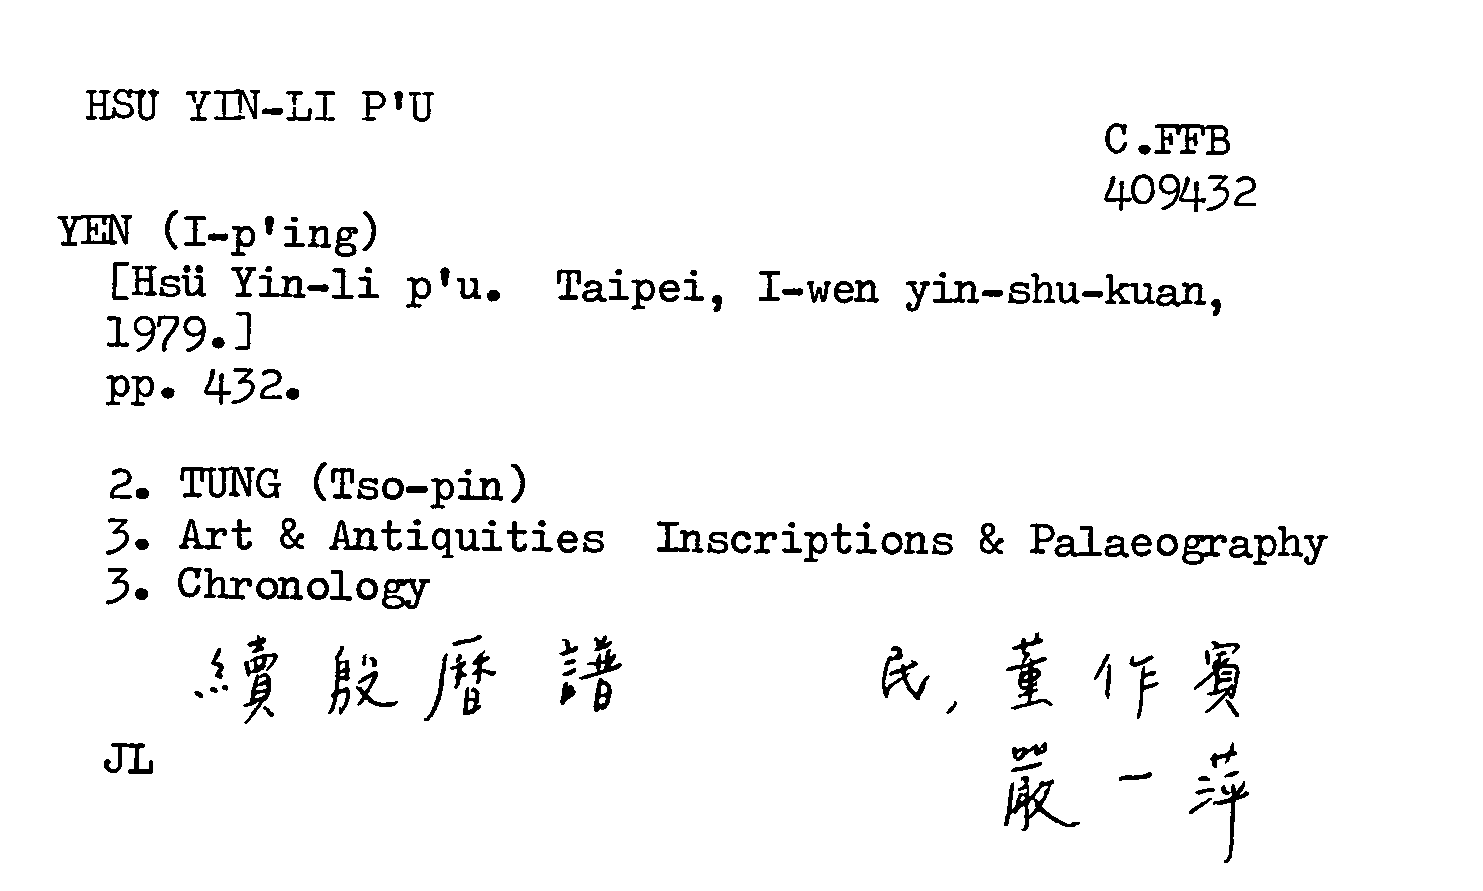 HSU YIN-LI P'U
C.FFB
409432
YEN (I-p'ing)
[Hsü Yin-li p'u. Taipei, I-wen yin-shu-kuan,
1979.]
pp. 432.
2. TUNG (Tso-pin)
3. Art & Antiquities Inscriptions & Palaeography
3. Chronology
續殷曆譜 民,董作賓
JL 嚴一萍